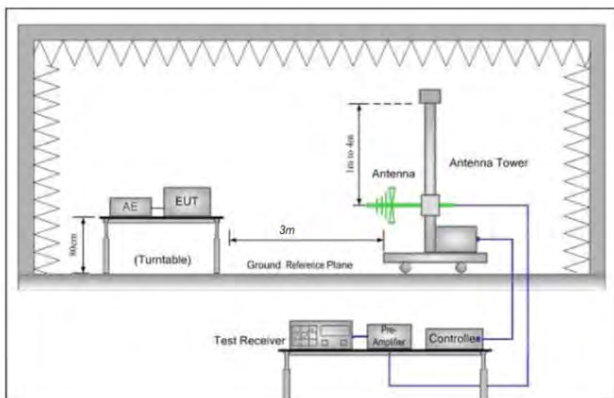 1m to 4m
Antenna
Antenna Tower
AE
EUT
80cm
(Turntable)
3m
Ground Reference Plane
Test Receiver
Pre-
Amplifier
Controller